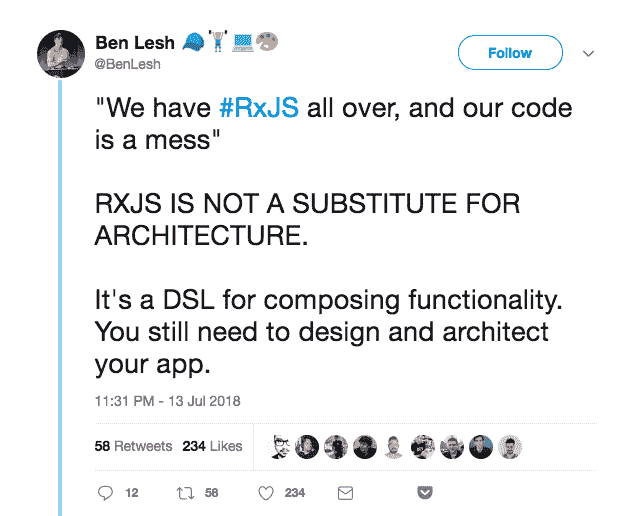 Ben Lesh
@BenLesh
Follow
"We have #RxJS all over, and our code
is a mess"
RXJS IS NOT A SUBSTITUTE FOR
ARCHITECTURE.
It's a DSL for composing functionality.
You still need to design and architect
your app.
11:31 PM - 13 Jul 2018
58 Retweets 234 Likes
12 58 234